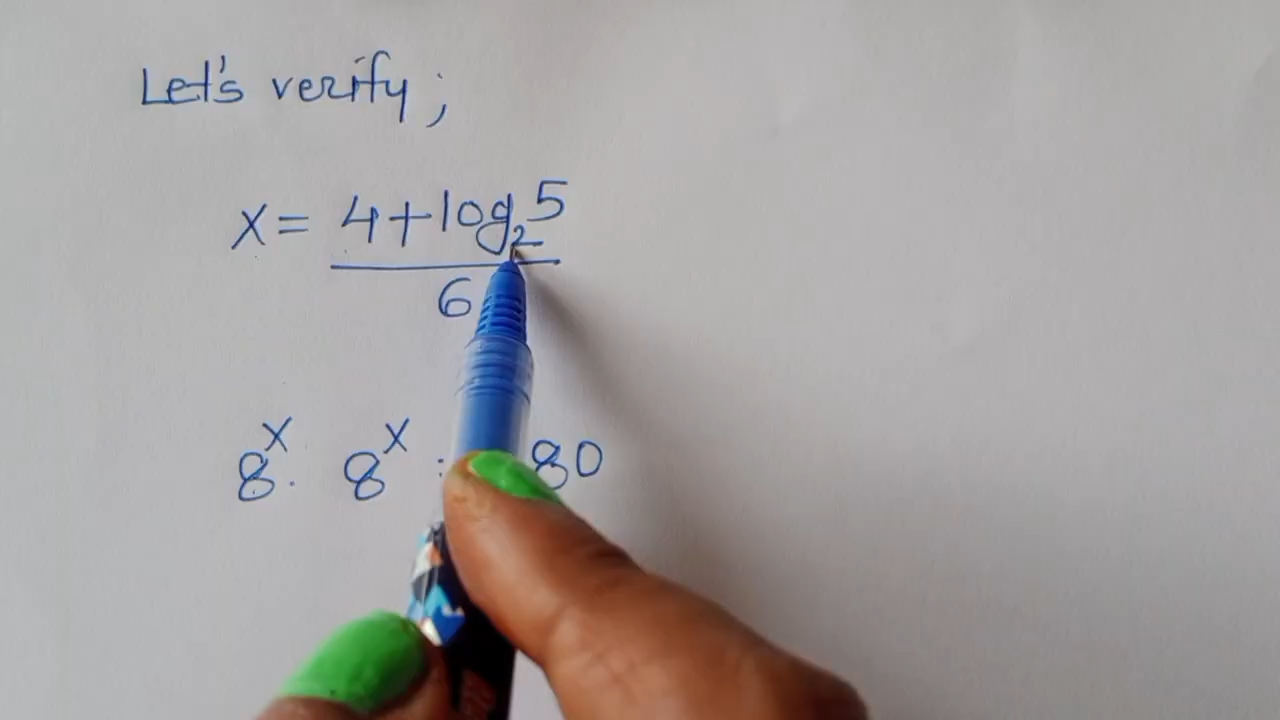 Let's verify;
x = 4+log₂5
6
8ˣ. 8ˣ = 80